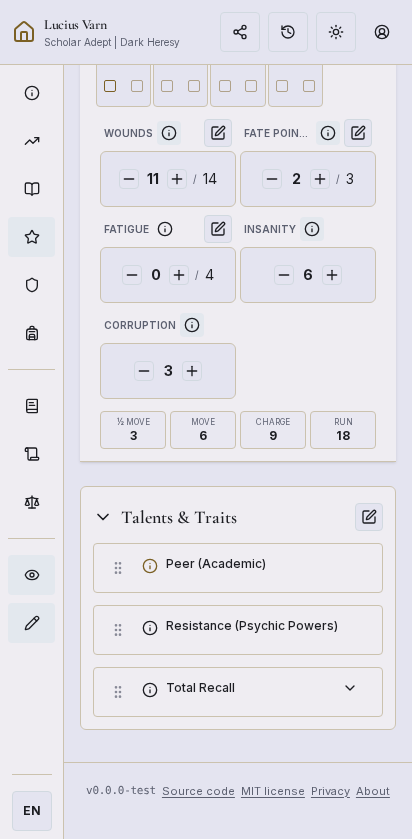 Lucius Varn
Scholar Adept | Dark Heresy
WOUNDS
FATE POIN...
11 / 14
2 / 3
FATIGUE
INSANITY
0 / 4
6
CORRUPTION
3
½ MOVE
3
MOVE
6
CHARGE
9
RUN
18
Talents & Traits
Peer (Academic)
Resistance (Psychic Powers)
Total Recall
EN
v0.0.0-test Source code MIT license Privacy About